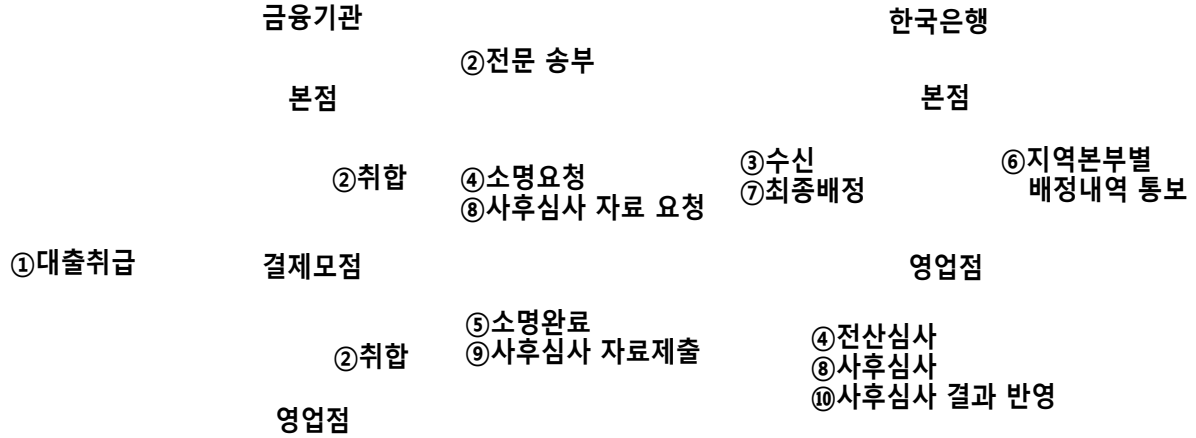 금융기관
한국은행
②전문 송부
본점
본점
②취합
④소명요청
⑧사후심사 자료 요청
③수신
⑦최종배정
⑥지역본부별
배정내역 통보
①대출취급
결제모점
영업점
⑤소명완료
⑨사후심사 자료제출
②취합
④전산심사
⑧사후심사
⑩사후심사 결과 반영
영업점